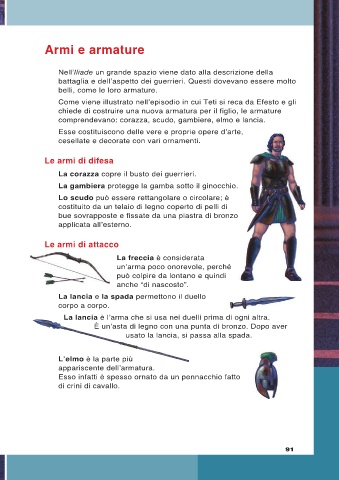 Armi e armature
Nell'Iliade un grande spazio viene dato alla descrizione della
battaglia e dell'aspetto dei guerrieri. Questi dovevano essere molto
belli, come le loro armature.
Come viene illustrato nell'episodio in cui Teti si reca da Efesto e gli
chiede di costruire una nuova armatura per il figlio, le armature
comprendevano: corazza, scudo, gambiere, elmo e lancia.
Esse costituiscono delle vere e proprie opere d'arte,
cesellate e decorate con vari ornamenti.
Le armi di difesa
La corazza copre il busto dei guerrieri.
La gambiera protegge la gamba sotto il ginocchio.
Lo scudo può essere rettangolare o circolare; è
costituito da un telaio di legno coperto di pelli di
bue sovrapposte e fissate da una piastra di bronzo
applicata all'esterno.
Le armi di attacco
La freccia è considerata
un'arma poco onorevole, perché
può colpire da lontano e quindi
anche "di nascosto".
La lancia e la spada permettono il duello
corpo a corpo.
La lancia è l'arma che si usa nei duelli prima di ogni altra.
È un'asta di legno con una punta di bronzo. Dopo aver
usato la lancia, si passa alla spada.
L'elmo è la parte più
appariscente dell'armatura.
Esso infatti è spesso ornato da un pennacchio fatto
di crini di cavallo.
91